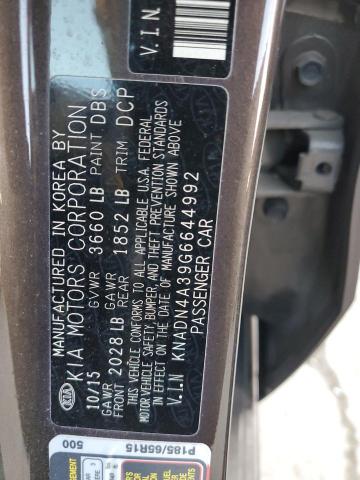 V.I.N
MANUFACTURED IN KOREA BY
KIA MOTORS CORPORATION
10/15 GVWR 3660 LB PAINT DBS
GAWR FRONT 2028 LB GAWR REAR 1852 LB TRIM DCP
THIS VEHICLE CONFORMS TO ALL APPLICABLE U.S.A. FEDERAL
MOTOR VEHICLE SAFETY, BUMPER, AND THEFT PREVENTION STANDARDS
IN EFFECT ON THE DATE OF MANUFACTURE SHOWN ABOVE
V.I.N KNADN4A39G6644992
PASSENGER CAR
KIA
P185/65R15
500